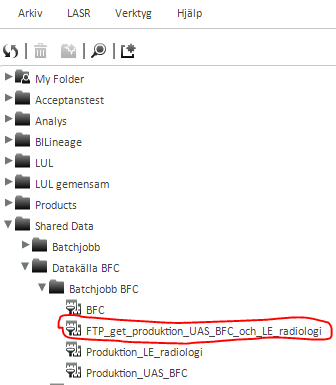 Arkiv LASR Verktyg Hjälp
My Folder
Acceptanstest
Analys
BILineage
LUL
LUL gemensam
Products
Shared Data
Batchjobb
Datakälla BFC
Batchjobb BFC
BFC
FTP_get_produktion_UAS_BFC_och_LE_radiologi
Produktion_LE_radiologi
Produktion_UAS_BFC